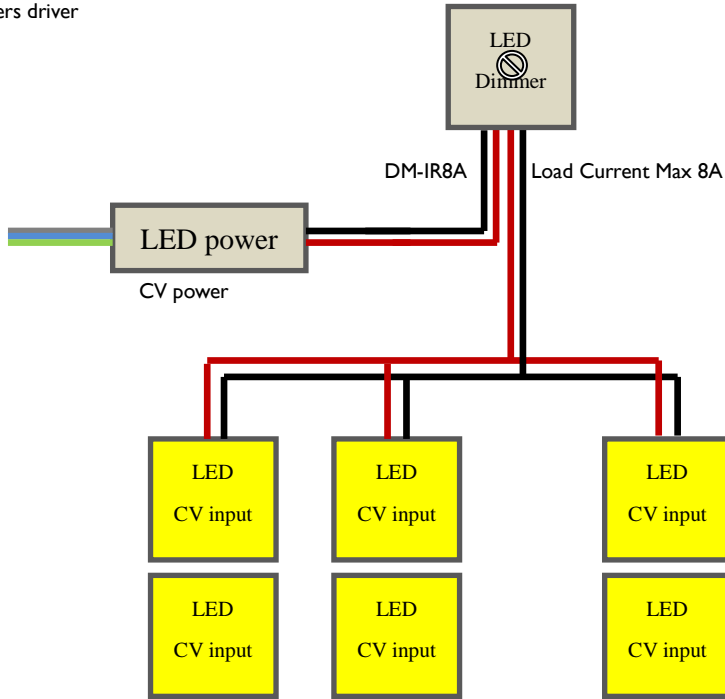 ers driver
LED
Dimmer
DM-IR8A
Load Current Max 8A
LED power
CV power
LED
CV input
LED
CV input
LED
CV input
LED
CV input
LED
CV input
LED
CV input